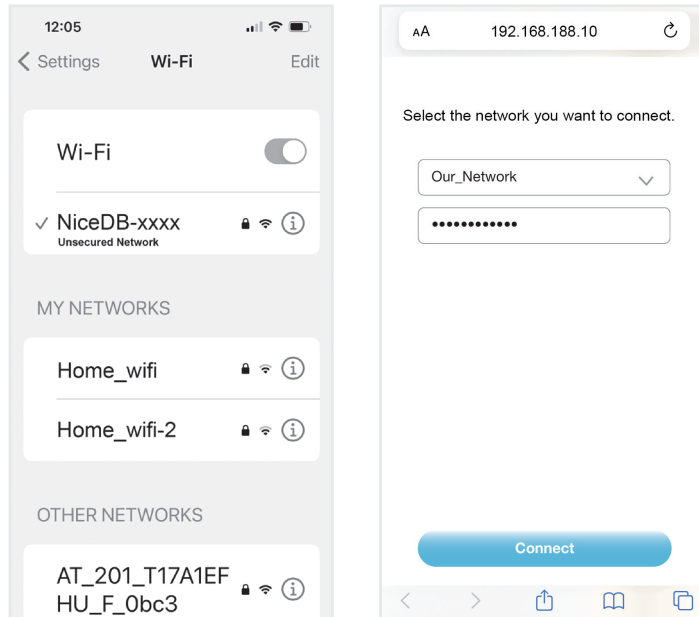 12:05
Settings
Wi-Fi
Edit
Wi-Fi
NiceDB-xxxx
Unsecured Network
MY NETWORKS
Home_wifi
Home_wifi-2
OTHER NETWORKS
AT_201_T17A1EF
HU_F_0bc3
AA 192.168.188.10
Select the network you want to connect.
Our_Network
••••••••••••
Connect